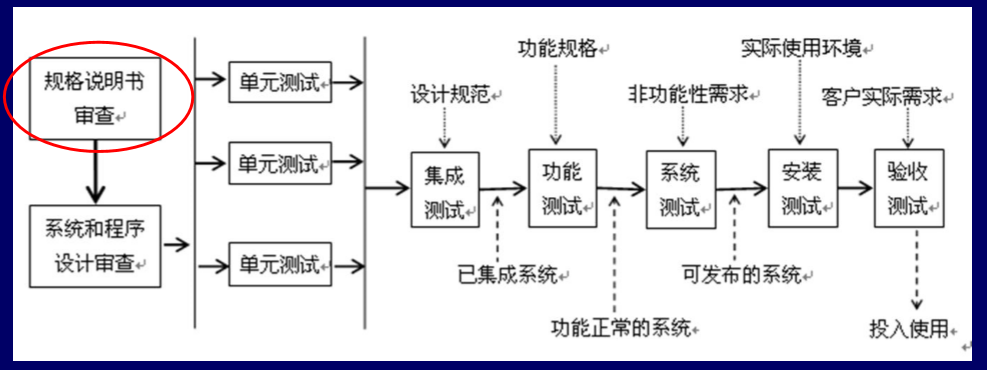 规格说明书
审查
系统和程序
设计审查
单元测试
单元测试
单元测试
设计规范
功能规格
非功能性需求
实际使用环境
客户实际需求
集成
测试
功能
测试
系统
测试
安装
测试
验收
测试
已集成系统
功能正常的系统
可发布的系统
投入使用